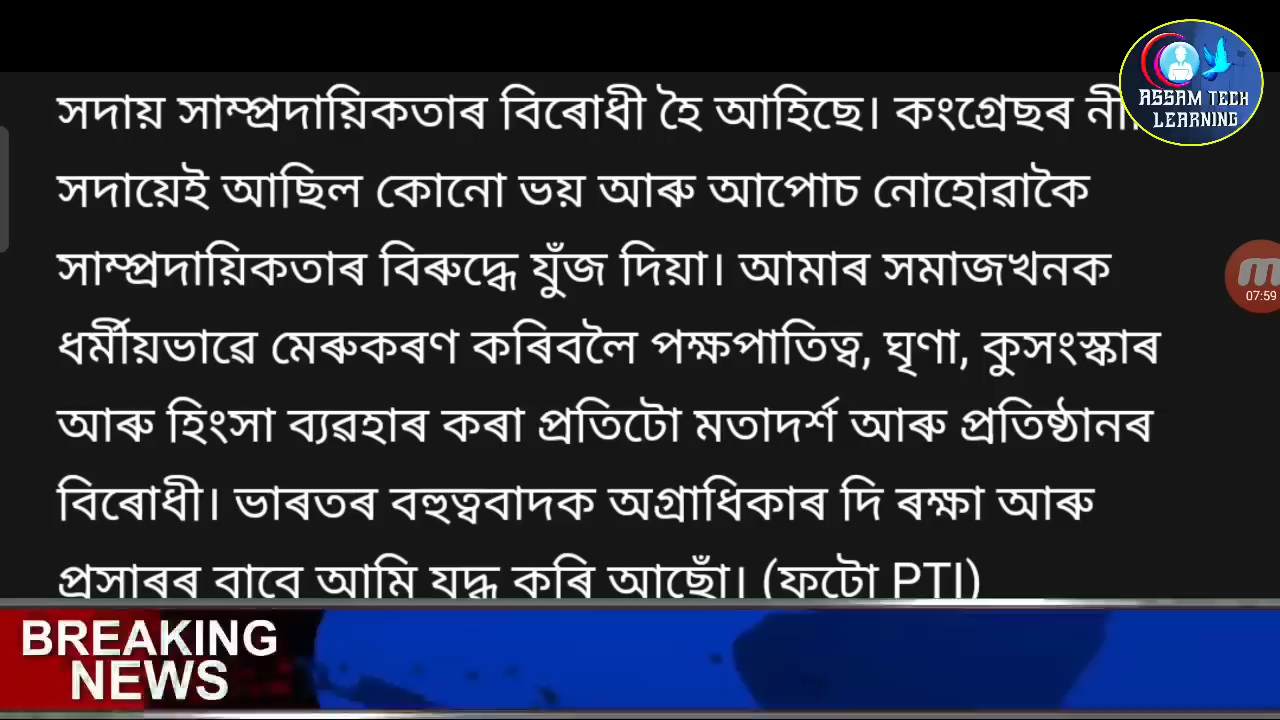 সদায় সাম্প্ৰদায়িকতাৰ বিৰোধী হৈ আহিছে। কংগ্ৰেছৰ
সদায়েই আছিল কোনো ভয় আৰু আপোচ নোহোৱাকৈ
সাম্প্ৰদায়িকতাৰ বিৰুদ্ধে যুঁজ দিয়া। আমাৰ সমাজখনক
ধৰ্মীয়ভাৱে মেৰুকৰণ কৰিবলৈ পক্ষপাতিত্ব, ঘৃণা, কুসংস্কাৰ
আৰু হিংসা ব্যৱহাৰ কৰা প্ৰতিটো মতাদৰ্শ আৰু প্ৰতিষ্ঠানৰ
বিৰোধী। ভাৰতৰ বহুত্ববাদক অগ্ৰাধিকাৰ দি ৰক্ষা আৰু
প্ৰসাৰৰ বাবে আমি যুদ্ধ কৰি আছোঁ। (ফটো PTI)
ASSAM TECH
LEARNING
07:59
BREAKING
NEWS